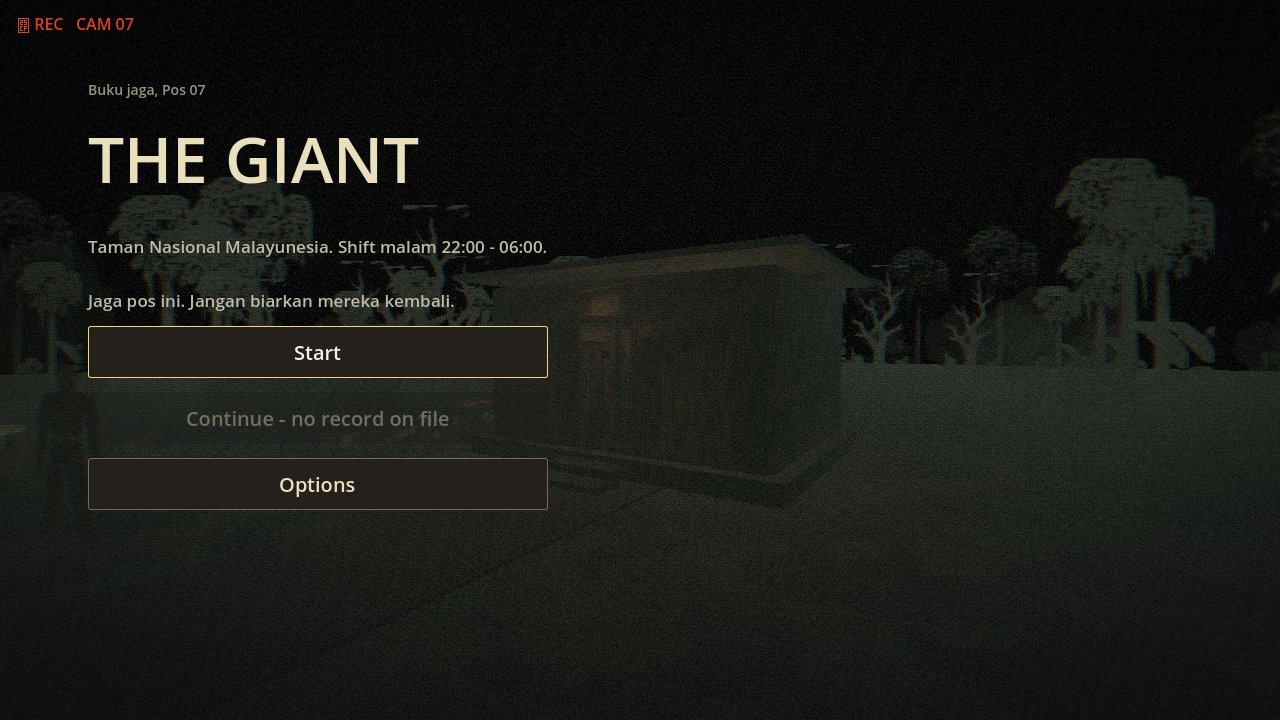 REC CAM 07
Buku jaga, Pos 07
THE GIANT
Taman Nasional Malayunesia. Shift malam 22:00 - 06:00.
Jaga pos ini. Jangan biarkan mereka kembali.
Start
Continue - no record on file
Options